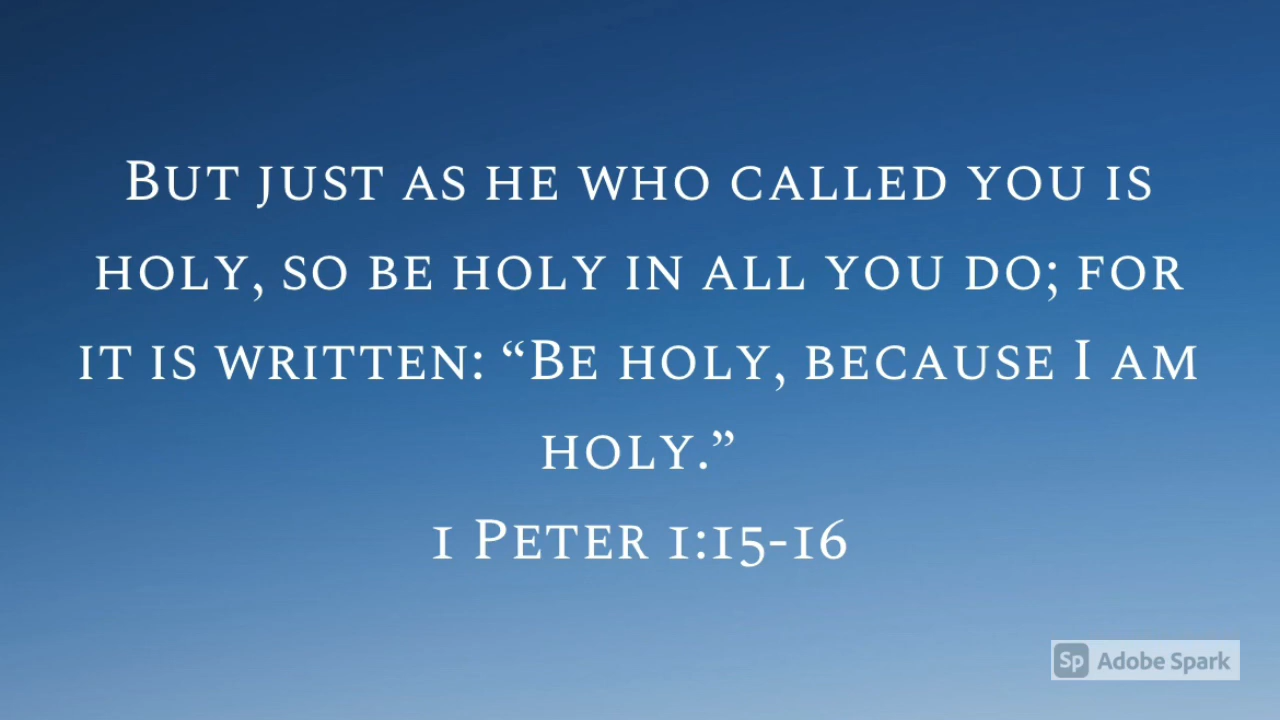 But just as he who called you is
holy, so be holy in all you do; for
it is written: “Be holy, because I am
holy.”
1 Peter 1:15-16
Sp Adobe Spark